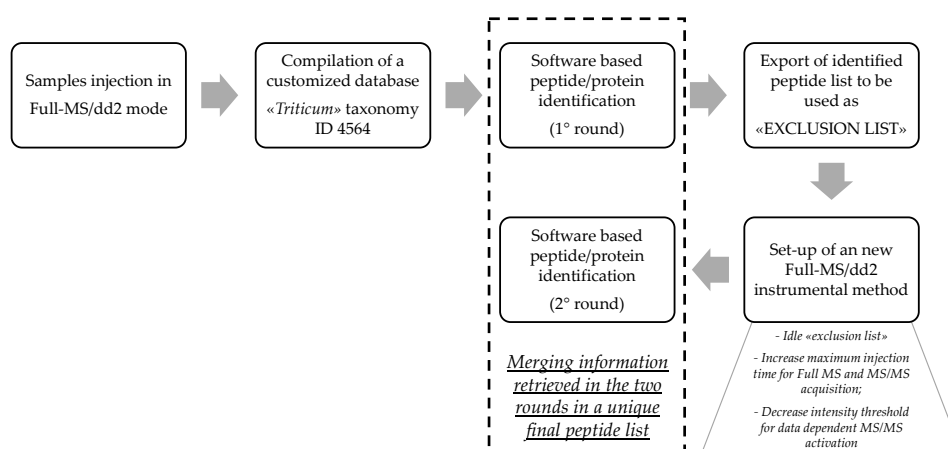 Samples injection in
Full-MS/dd2 mode
Compilation of a
customized database
«Triticum» taxonomy
ID 4564
Software based
peptide/protein
identification
(1° round)
Export of identified
peptide list to be
used as
«EXCLUSION LIST»
Set-up of an new
Full-MS/dd2
instrumental method
- Idle «exclusion list»
- Increase maximum injection
time for Full MS and MS/MS
acquisition;
- Decrease intensity threshold
for data dependent MS/MS
activation
Software based
peptide/protein
identification
(2° round)
Merging information
retrieved in the two
rounds in a unique
final peptide list